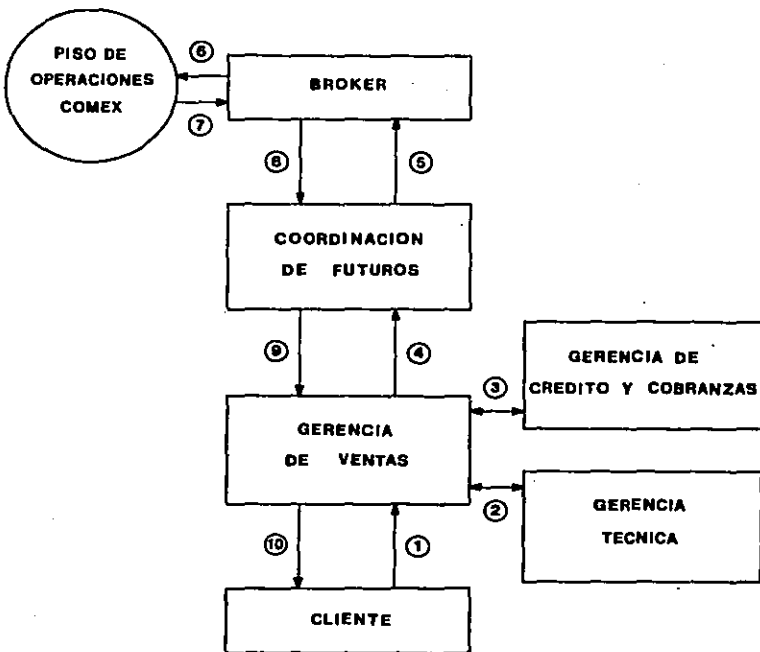 PISO DE
OPERACIONES
COMEX
⑥
⑦
BROKER
⑧
⑤
COORDINACION
DE FUTUROS
⑨
④
GERENCIA
DE VENTAS
③
GERENCIA DE
CREDITO Y COBRANZAS
②
GERENCIA
TECNICA
⑩
①
CLIENTE